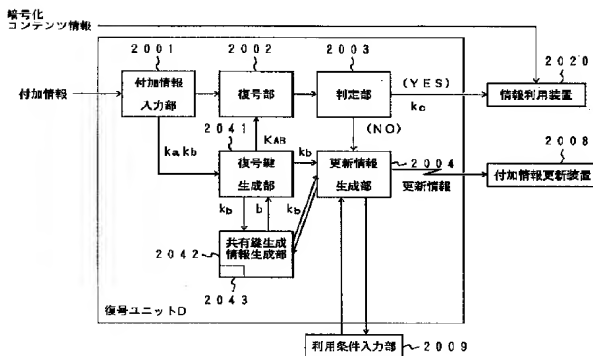 暗号化
コンテンツ情報
2001
2002
2003
2020
付加情報
付加情報
入力部
復号部
判定部
(YES)
kc
情報利用装置
2041
KAB
(NO)
2008
ka kb
復号鍵
生成部
kb
更新情報
生成部
2004
更新情報
付加情報更新装置
kb
b
kb
2042
共有鍵生成
情報生成部
2043
復号ユニットD
利用条件入力部
2009